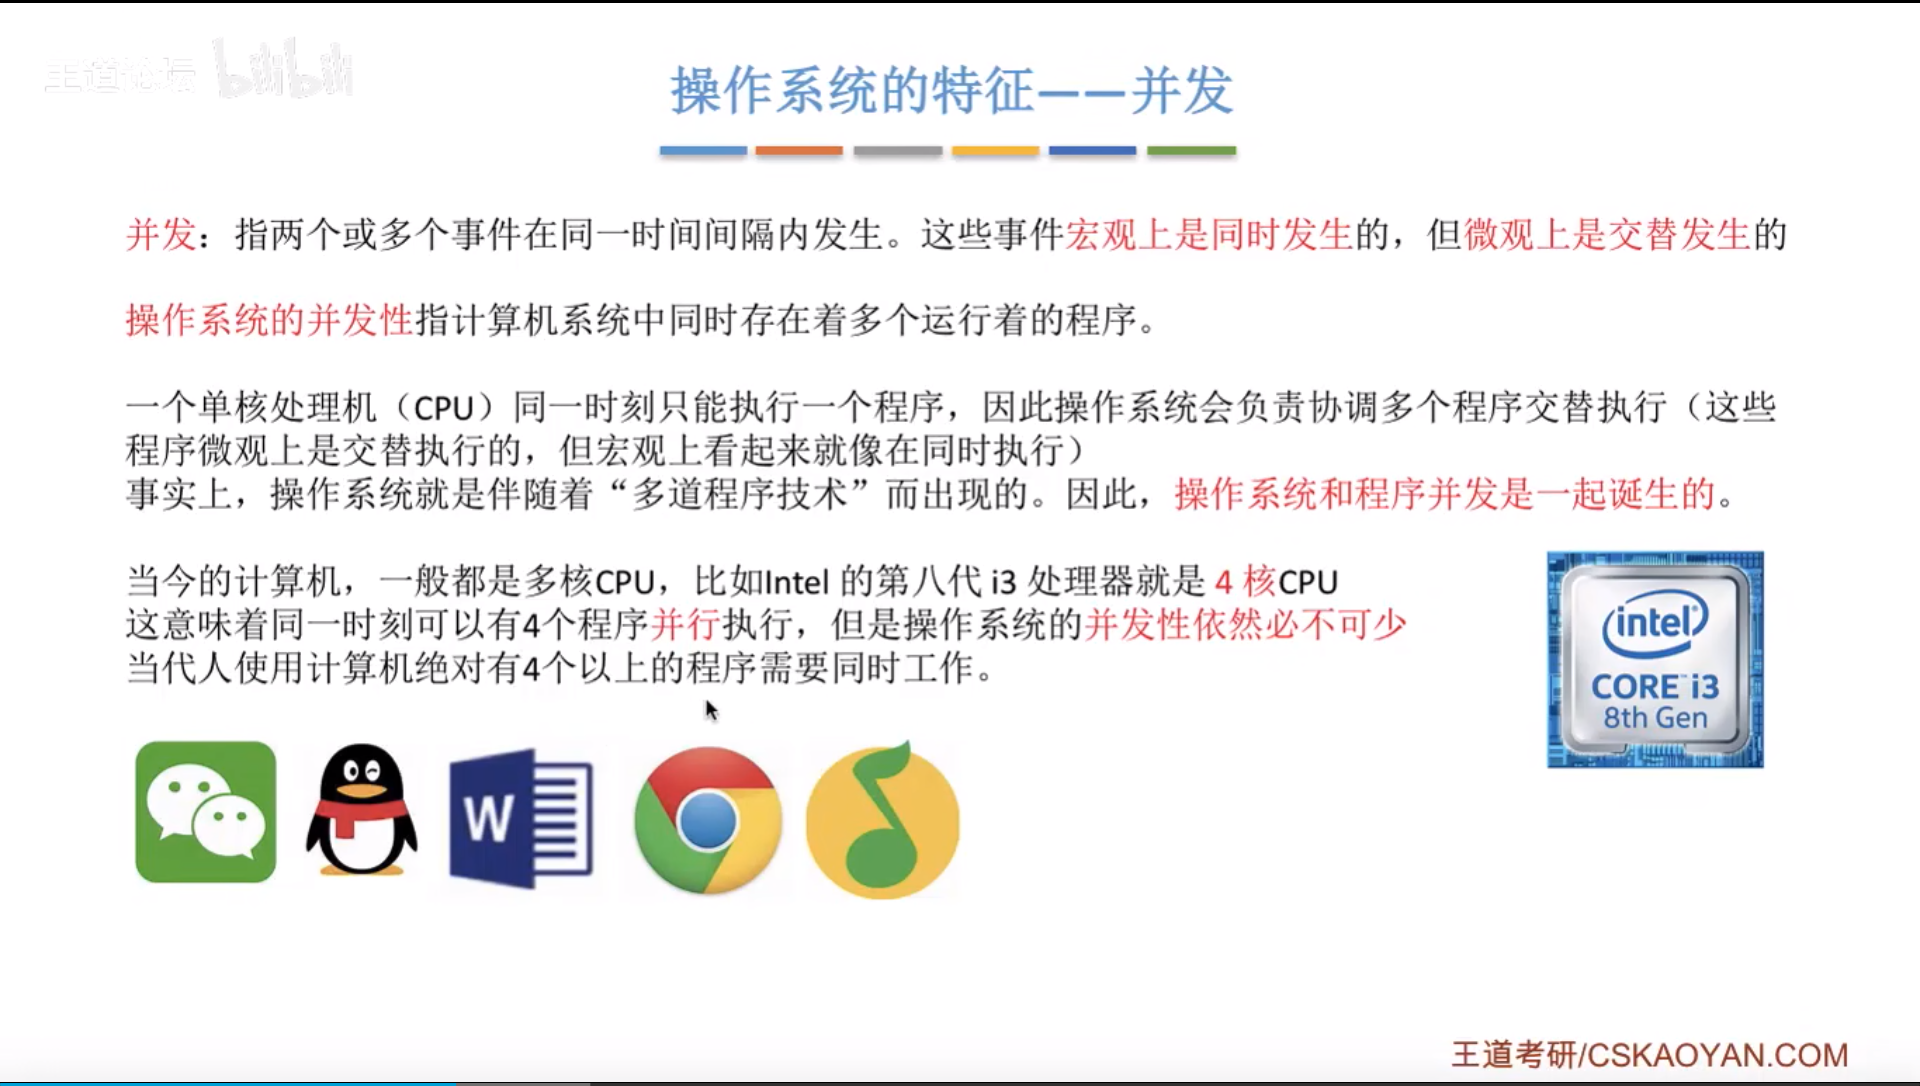 王道论坛 bilibili
操作系统的特征——并发
并发：指两个或多个事件在同一时间间隔内发生。这些事件宏观上是同时发生的，但微观上是交替发生的
操作系统的并发性指计算机系统中同时存在着多个运行着的程序。
一个单核处理机（CPU）同一时刻只能执行一个程序，因此操作系统会负责协调多个程序交替执行（这些
程序微观上是交替执行的，但宏观上看起来就像在同时执行）
事实上，操作系统就是伴随着“多道程序技术”而出现的。因此，操作系统和程序并发是一起诞生的。
当今的计算机，一般都是多核CPU，比如Intel 的第八代 i3 处理器就是 4 核CPU
这意味着同一时刻可以有4个程序并行执行，但是操作系统的并发性依然必不可少
当代人使用计算机绝对有4个以上的程序需要同时工作。
intel
CORE™ i3
8th Gen
W
王道考研/CSKAOYAN.COM